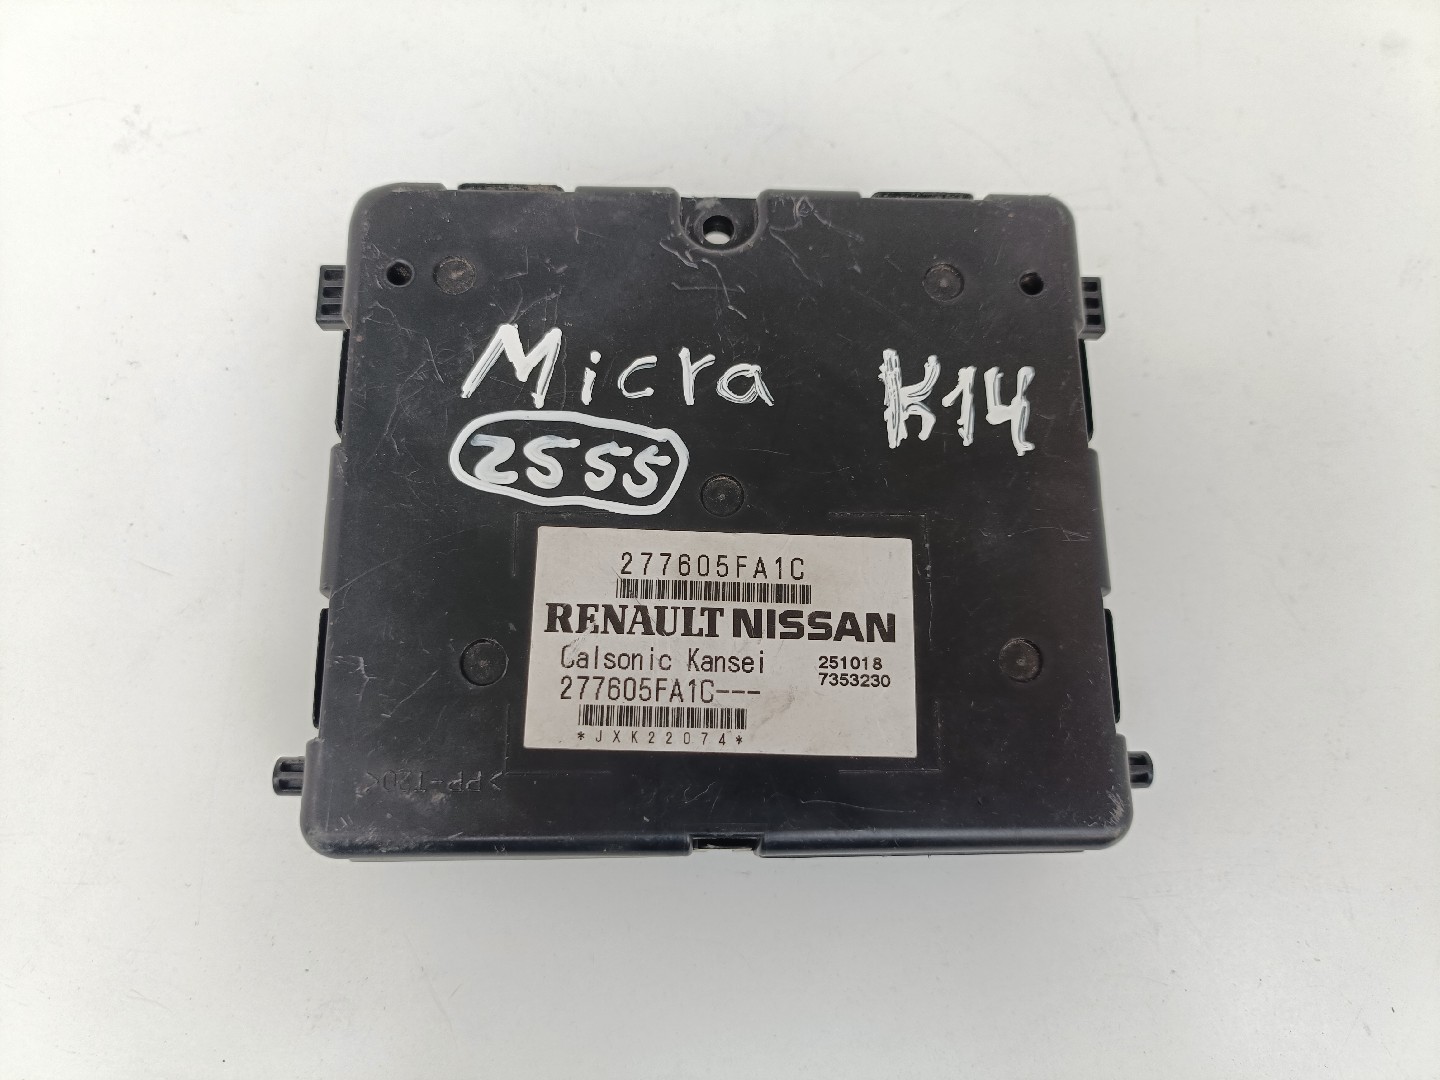 Micra K14
2555
277605FA1C
RENAULT NISSAN
Calsonic Kansei 251018
277605FA1C--- 7353230
*JXK22074*
>PP-T20<